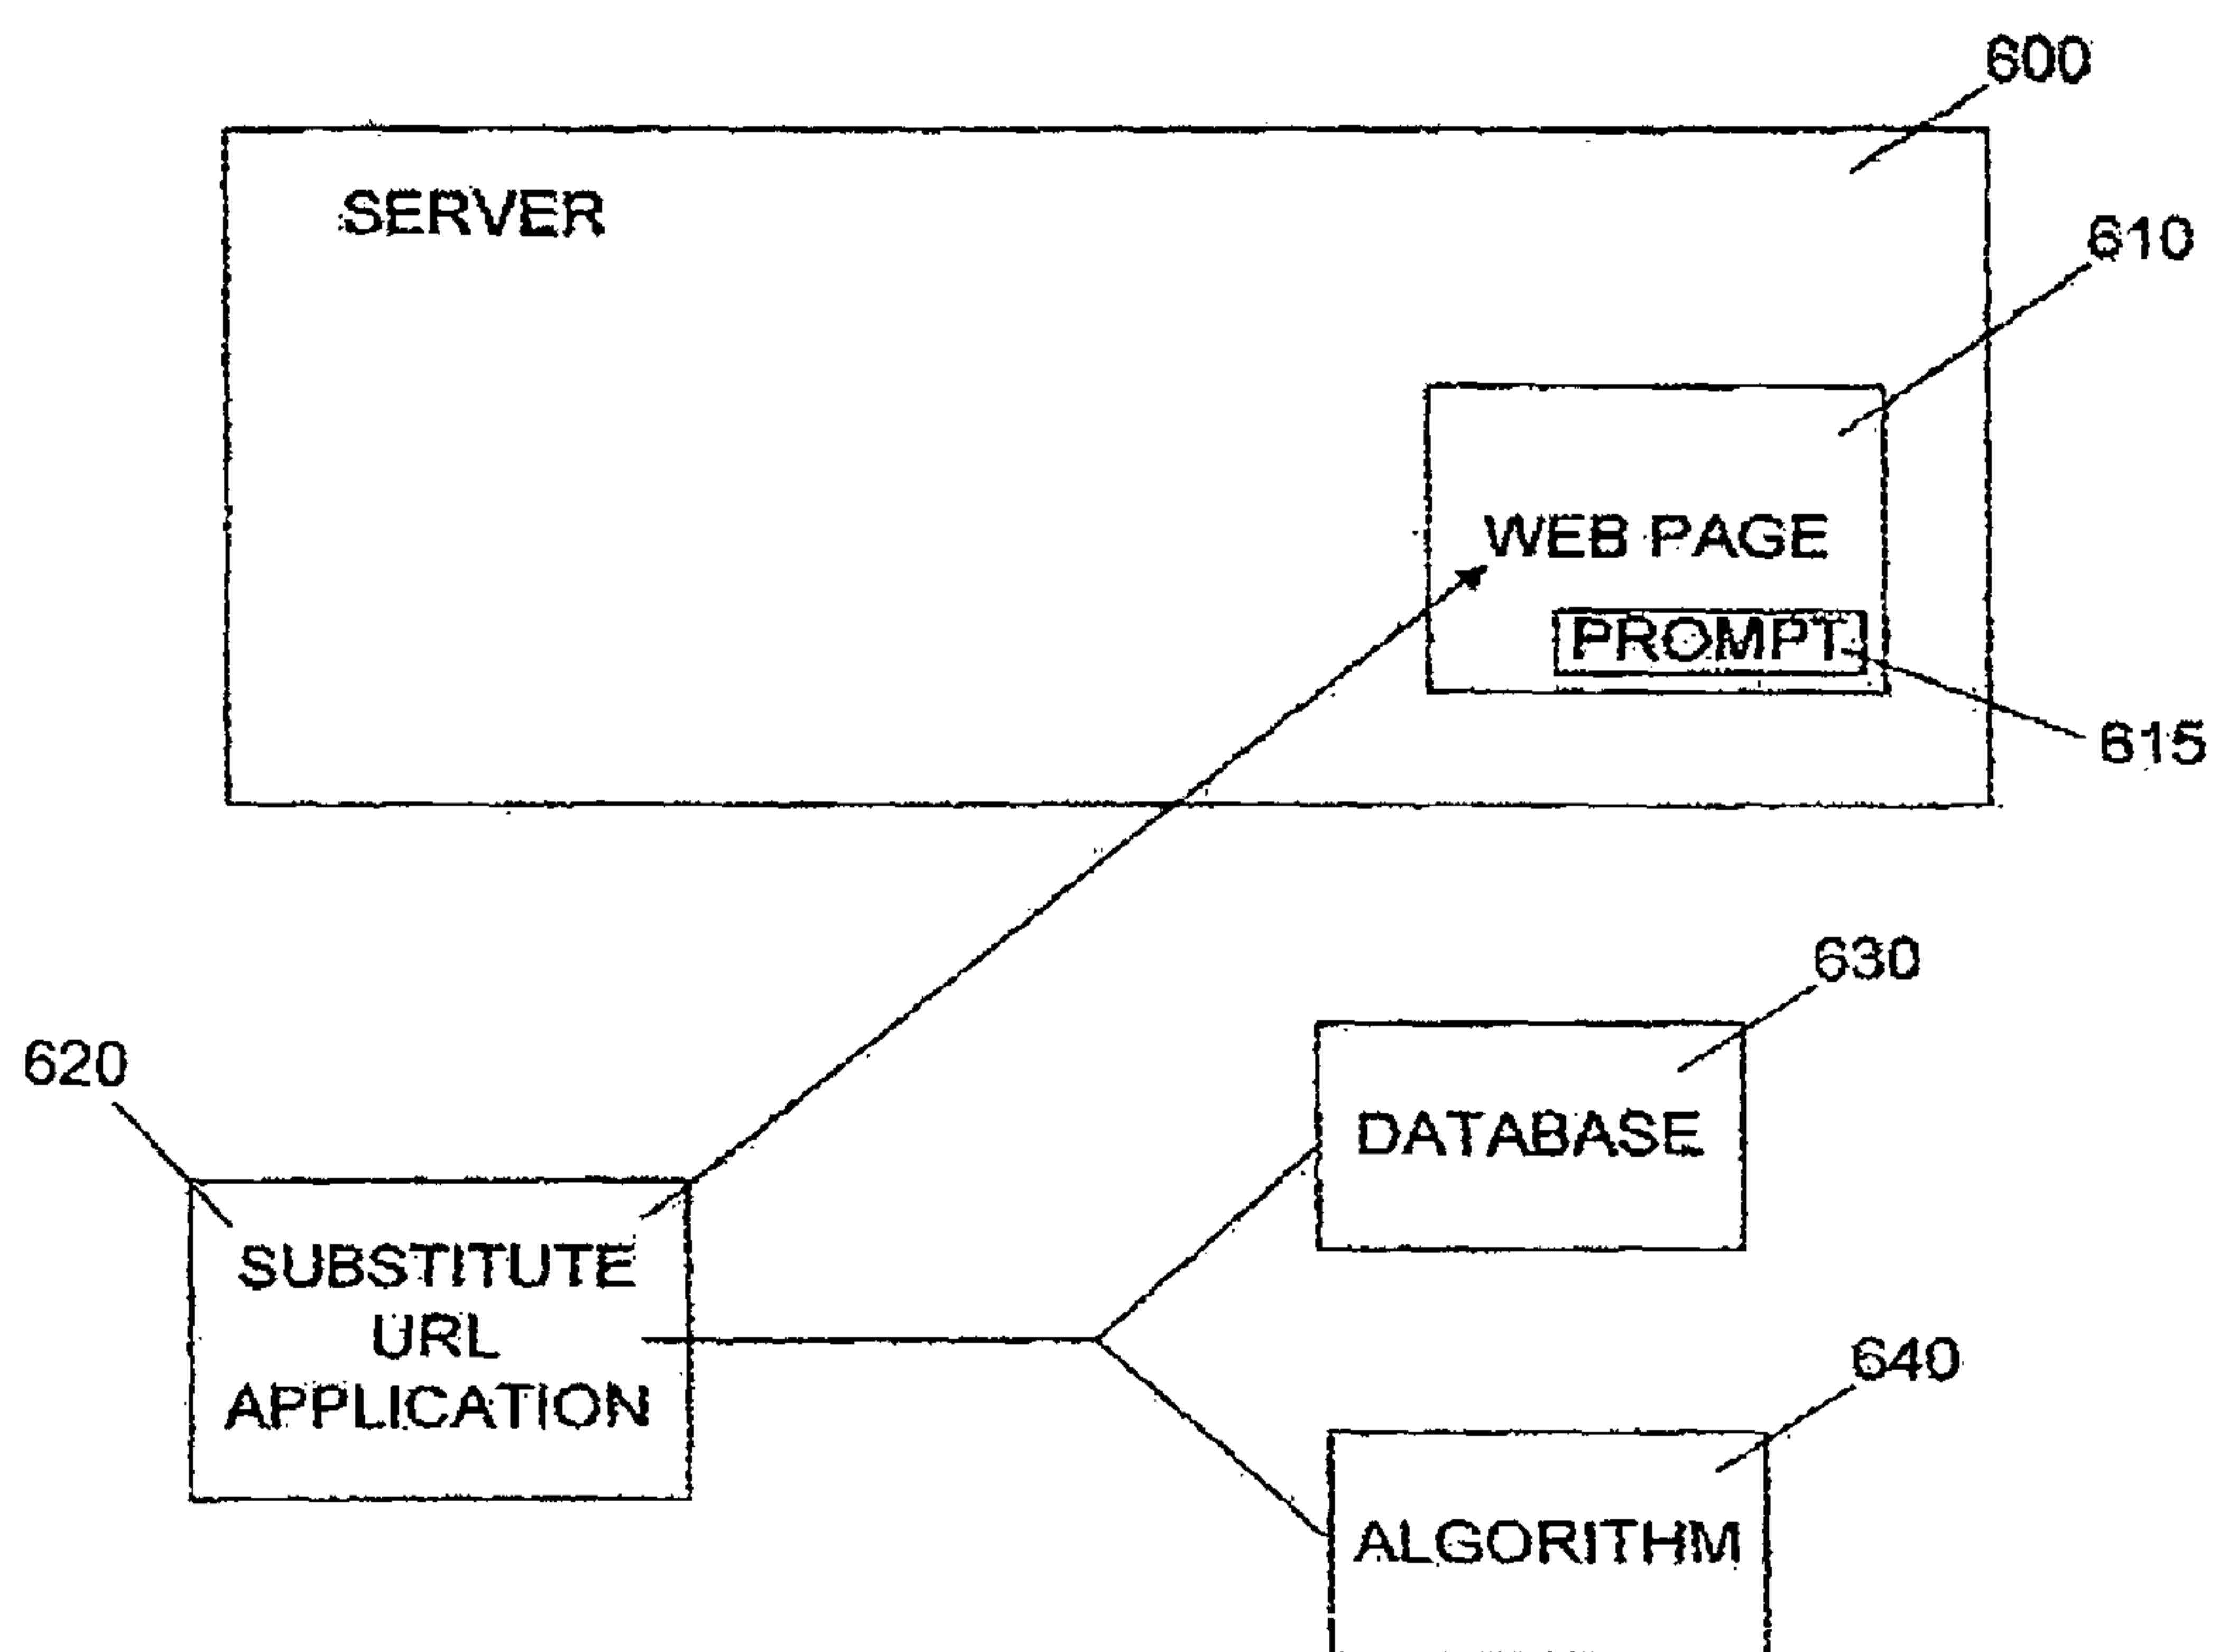 600
SERVER
610
WEB PAGE
PROMPT
615
630
DATABASE
620
SUBSTITUTE
URL
APPLICATION
640
ALGORITHM